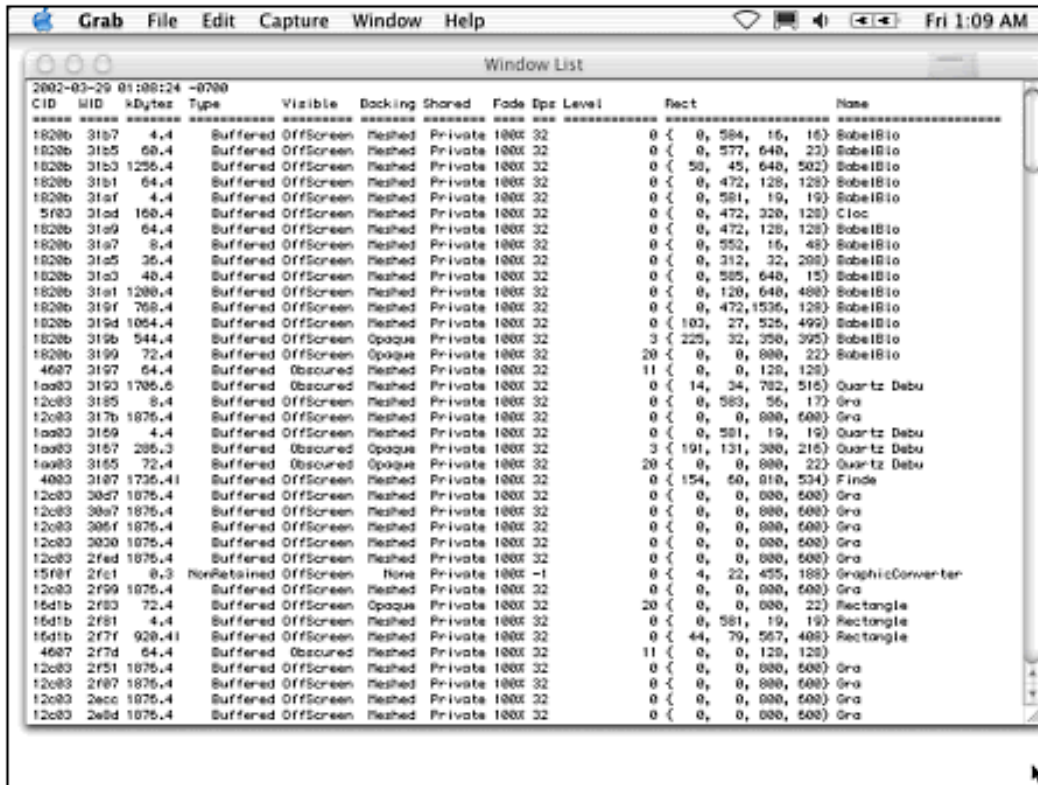 Grab File Edit Capture Window Help Fri 1:09 AM
Window List
2002-03-29 01:08:24 -0700
CID WID kBytes Type Visible Backing Shared Fade Bps Level Rect Name
1820b 31b7 4.4 Buffered OffScreen Meshed Private 100% 32 0 { 0, 584, 16, 16} BabelBlo
1820b 31b5 60.4 Buffered OffScreen Meshed Private 100% 32 0 { 0, 577, 640, 23} BabelBlo
1820b 31b3 1256.4 Buffered OffScreen Meshed Private 100% 32 0 { 50, 45, 640, 502} BabelBlo
1820b 31b1 64.4 Buffered OffScreen Meshed Private 100% 32 0 { 0, 472, 128, 128} BabelBlo
1820b 31af 4.4 Buffered OffScreen Meshed Private 100% 32 0 { 0, 581, 19, 19} BabelBlo
5f03 31ad 160.4 Buffered OffScreen Meshed Private 100% 32 0 { 0, 472, 320, 128} Cloc
1820b 31a9 64.4 Buffered OffScreen Meshed Private 100% 32 0 { 0, 472, 128, 128} BabelBlo
1820b 31a7 8.4 Buffered OffScreen Meshed Private 100% 32 0 { 0, 552, 16, 48} BabelBlo
1820b 31a5 36.4 Buffered OffScreen Meshed Private 100% 32 0 { 0, 312, 32, 288} BabelBlo
1820b 31a3 40.4 Buffered OffScreen Meshed Private 100% 32 0 { 0, 585, 640, 15} BabelBlo
1820b 31a1 1200.4 Buffered OffScreen Meshed Private 100% 32 0 { 0, 120, 640, 480} BabelBlo
1820b 319f 768.4 Buffered OffScreen Meshed Private 100% 32 0 { 0, 472,1536, 128} BabelBlo
1820b 319d 1064.4 Buffered OffScreen Meshed Private 100% 32 0 { 103, 27, 526, 499} BabelBlo
1820b 319b 544.4 Buffered OffScreen Opaque Private 100% 32 3 { 225, 32, 350, 395} BabelBlo
1820b 3199 72.4 Buffered OffScreen Opaque Private 100% 32 20 { 0, 0, 800, 22} BabelBlo
4607 3197 64.4 Buffered Obscured Meshed Private 100% 32 11 { 0, 0, 128, 128}
1aa03 3193 1706.6 Buffered Obscured Meshed Private 100% 32 0 { 14, 34, 782, 516} Quartz Debu
12c03 3185 8.4 Buffered OffScreen Meshed Private 100% 32 0 { 0, 583, 56, 17} Gra
12c03 317b 1876.4 Buffered OffScreen Meshed Private 100% 32 0 { 0, 0, 800, 600} Gra
1aa03 3169 4.4 Buffered OffScreen Meshed Private 100% 32 0 { 0, 581, 19, 19} Quartz Debu
1aa03 3167 286.3 Buffered Obscured Opaque Private 100% 32 3 { 191, 131, 300, 216} Quartz Debu
1aa03 3165 72.4 Buffered Obscured Opaque Private 100% 32 20 { 0, 0, 800, 22} Quartz Debu
4003 3107 1736.4I Buffered OffScreen Meshed Private 100% 32 0 { 154, 60, 810, 534} Finde
12c03 30d7 1876.4 Buffered OffScreen Meshed Private 100% 32 0 { 0, 0, 800, 600} Gra
12c03 30a7 1876.4 Buffered OffScreen Meshed Private 100% 32 0 { 0, 0, 800, 600} Gra
12c03 306f 1876.4 Buffered OffScreen Meshed Private 100% 32 0 { 0, 0, 800, 600} Gra
12c03 3030 1876.4 Buffered OffScreen Meshed Private 100% 32 0 { 0, 0, 800, 600} Gra
12c03 2fed 1876.4 Buffered OffScreen Meshed Private 100% 32 0 { 0, 0, 800, 600} Gra
15f0f 2fc1 0.3 NonRetained OffScreen None Private 100% -1 0 { 4, 22, 455, 188} GraphicConverter
12c03 2f99 1876.4 Buffered OffScreen Meshed Private 100% 32 0 { 0, 0, 800, 600} Gra
16d1b 2f83 72.4 Buffered OffScreen Opaque Private 100% 32 20 { 0, 0, 800, 22} Rectangle
16d1b 2f81 4.4 Buffered OffScreen Meshed Private 100% 32 0 { 0, 581, 19, 19} Rectangle
16d1b 2f7f 920.4I Buffered OffScreen Meshed Private 100% 32 0 { 44, 79, 567, 408} Rectangle
4607 2f7d 64.4 Buffered Obscured Meshed Private 100% 32 11 { 0, 0, 128, 128}
12c03 2f51 1876.4 Buffered OffScreen Meshed Private 100% 32 0 { 0, 0, 800, 600} Gra
12c03 2f07 1876.4 Buffered OffScreen Meshed Private 100% 32 0 { 0, 0, 800, 600} Gra
12c03 2ecc 1876.4 Buffered OffScreen Meshed Private 100% 32 0 { 0, 0, 800, 600} Gra
12c03 2e8d 1876.4 Buffered OffScreen Meshed Private 100% 32 0 { 0, 0, 800, 600} Gra